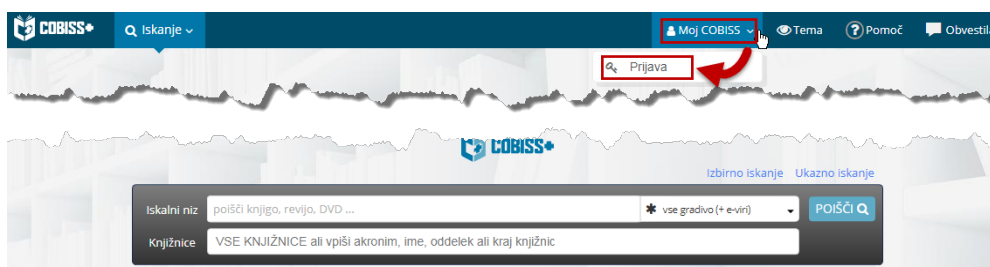 COBISS+ Iskanje Moj COBISS Tema Pomoč Obvestila
Prijava
COBISS+
Izbirno iskanje Ukazno iskanje
Iskalni niz poišči knjigo, revijo, DVD ... vse gradivo (+ e-viri) POIŠČI
Knjižnice VSE KNJIŽNICE ali vpiši akronim, ime, oddelek ali kraj knjižnic